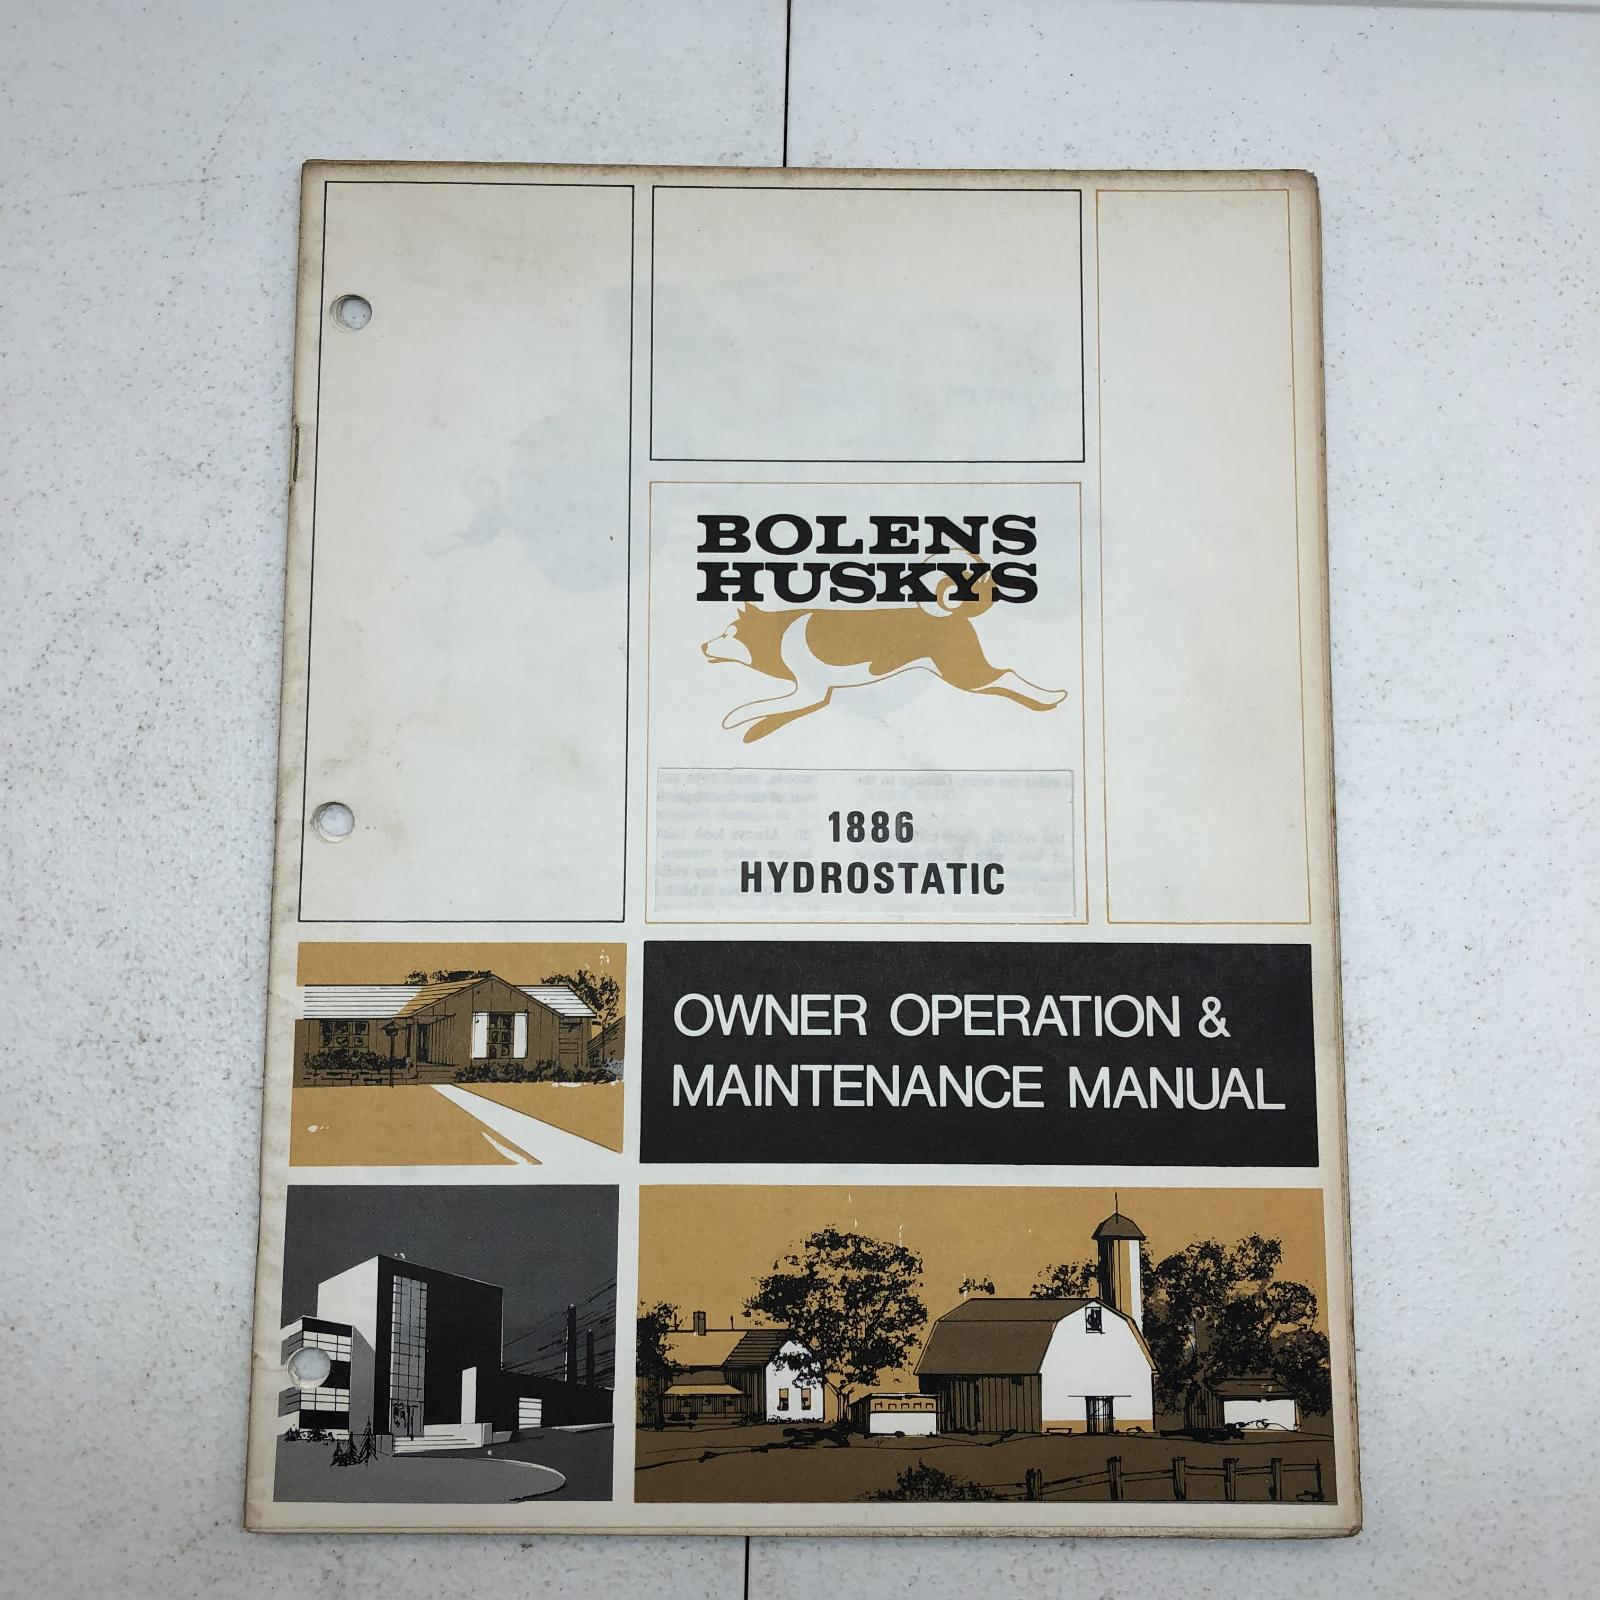 BOLENS
HUSKYS
1886
HYDROSTATIC
OWNER OPERATION &
MAINTENANCE MANUAL